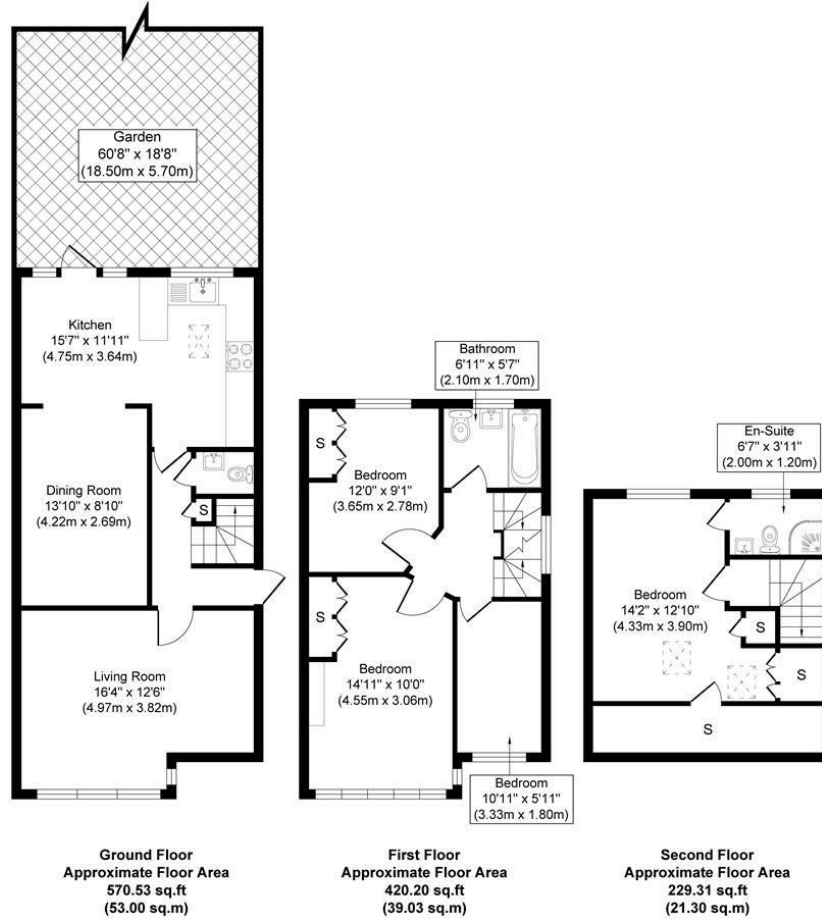 Garden
60'8" x 18'8"
(18.50m x 5.70m)
Kitchen
15'7" x 11'11"
(4.75m x 3.64m)
Dining Room
13'10" x 8'10"
(4.22m x 2.69m)
S
Living Room
16'4" x 12'6"
(4.97m x 3.82m)
Ground Floor
Approximate Floor Area
570.53 sq.ft
(53.00 sq.m)
Bathroom
6'11" x 5'7"
(2.10m x 1.70m)
S
Bedroom
12'0" x 9'1"
(3.65m x 2.78m)
S
Bedroom
14'11" x 10'0"
(4.55m x 3.06m)
Bedroom
10'11" x 5'11"
(3.33m x 1.80m)
First Floor
Approximate Floor Area
420.20 sq.ft
(39.03 sq.m)
En-Suite
6'7" x 3'11"
(2.00m x 1.20m)
Bedroom
14'2" x 12'10"
(4.33m x 3.90m)
S
S
S
Second Floor
Approximate Floor Area
229.31 sq.ft
(21.30 sq.m)